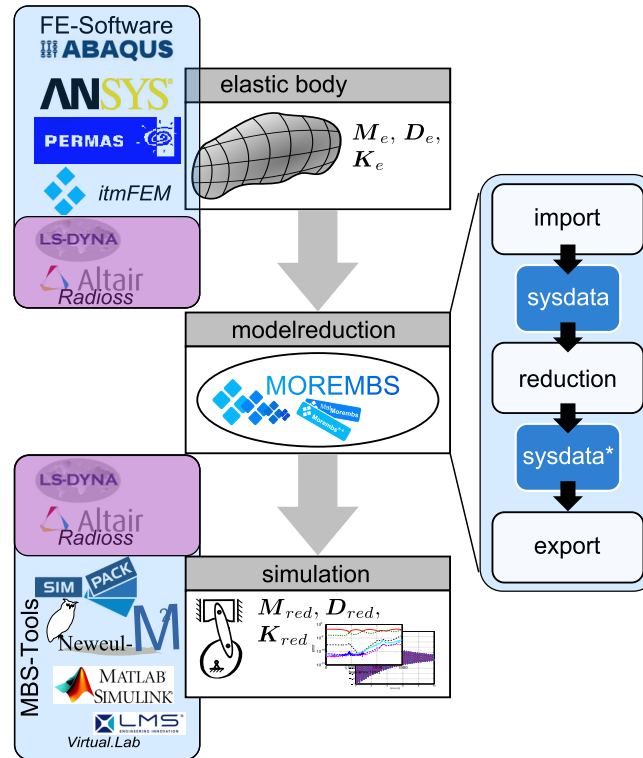 FE-Software
ABAQUS
ANSYS
PERMAS
itmFEM
LS-DYNA
Altair
Radioss
elastic body
M_e, D_e,
K_e
modelreduction
MOREMBS
Morembs
Morembs++
import
sysdata
reduction
sysdata*
export
MBS-Tools
LS-DYNA
Altair
Radioss
SIM
PACK
Neweul-M²
MATLAB
SIMULINK
LMS
ENGINEERING INNOVATION
Virtual.Lab
simulation
M_red, D_red,
K_red